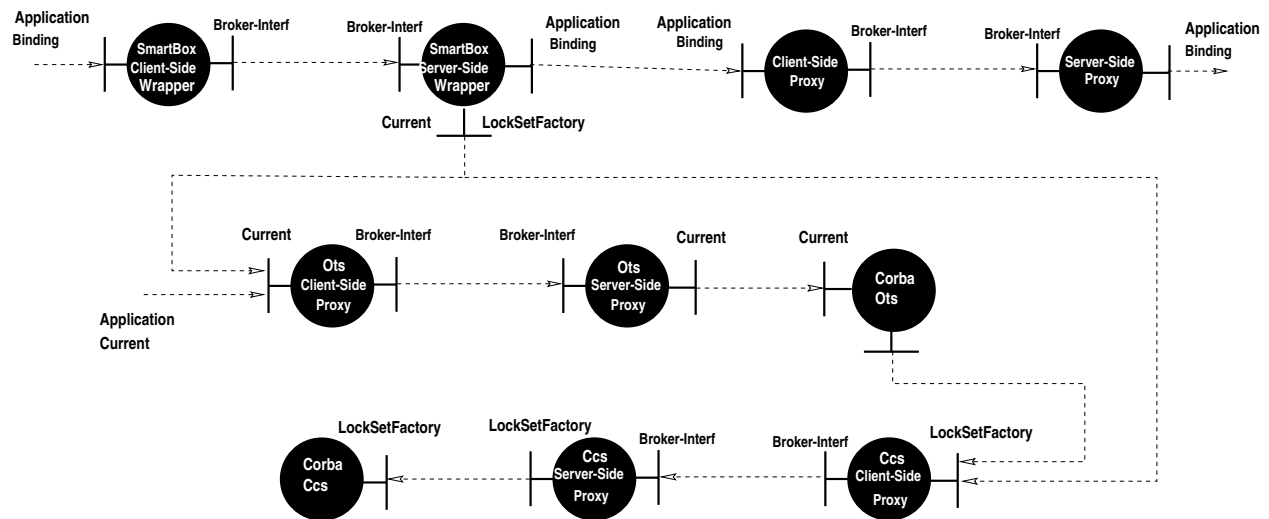 Application
Binding
Broker-Interf
SmartBox
Client-Side
Wrapper
Broker-Interf
SmartBox
Server-Side
Wrapper
Application
Binding
Current
LockSetFactory
Application
Binding
Broker-Interf
Client-Side
Proxy
Broker-Interf
Server-Side
Proxy
Application
Binding
Current
Broker-Interf
Ots
Client-Side
Proxy
Application
Current
Broker-Interf
Ots
Server-Side
Proxy
Current
Current
Corba
Ots
LockSetFactory
Corba
Ccs
LockSetFactory
Broker-Interf
Ccs
Server-Side
Proxy
Broker-Interf
LockSetFactory
Ccs
Client-Side
Proxy